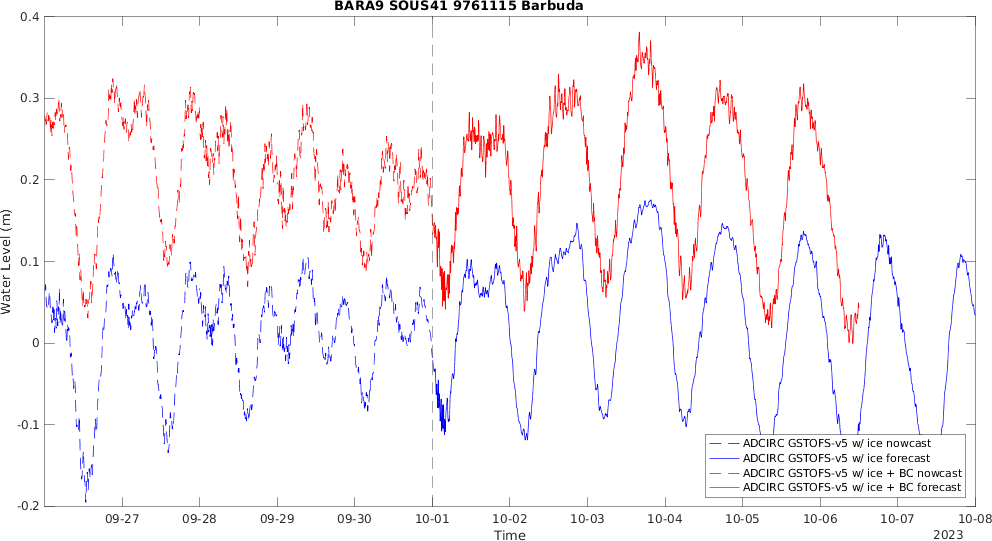 BARA9 SOUS41 9761115 Barbuda
0.4
0.3
0.2
0.1
0
-0.1
-0.2
Water Level (m)
09-27 09-28 09-29 09-30 10-01 10-02 10-03 10-04 10-05 10-06 10-07 10-08
Time
2023
ADCIRC GSTOFS-v5 w/ ice nowcast
ADCIRC GSTOFS-v5 w/ ice forecast
ADCIRC GSTOFS-v5 w/ ice + BC nowcast
ADCIRC GSTOFS-v5 w/ ice + BC forecast